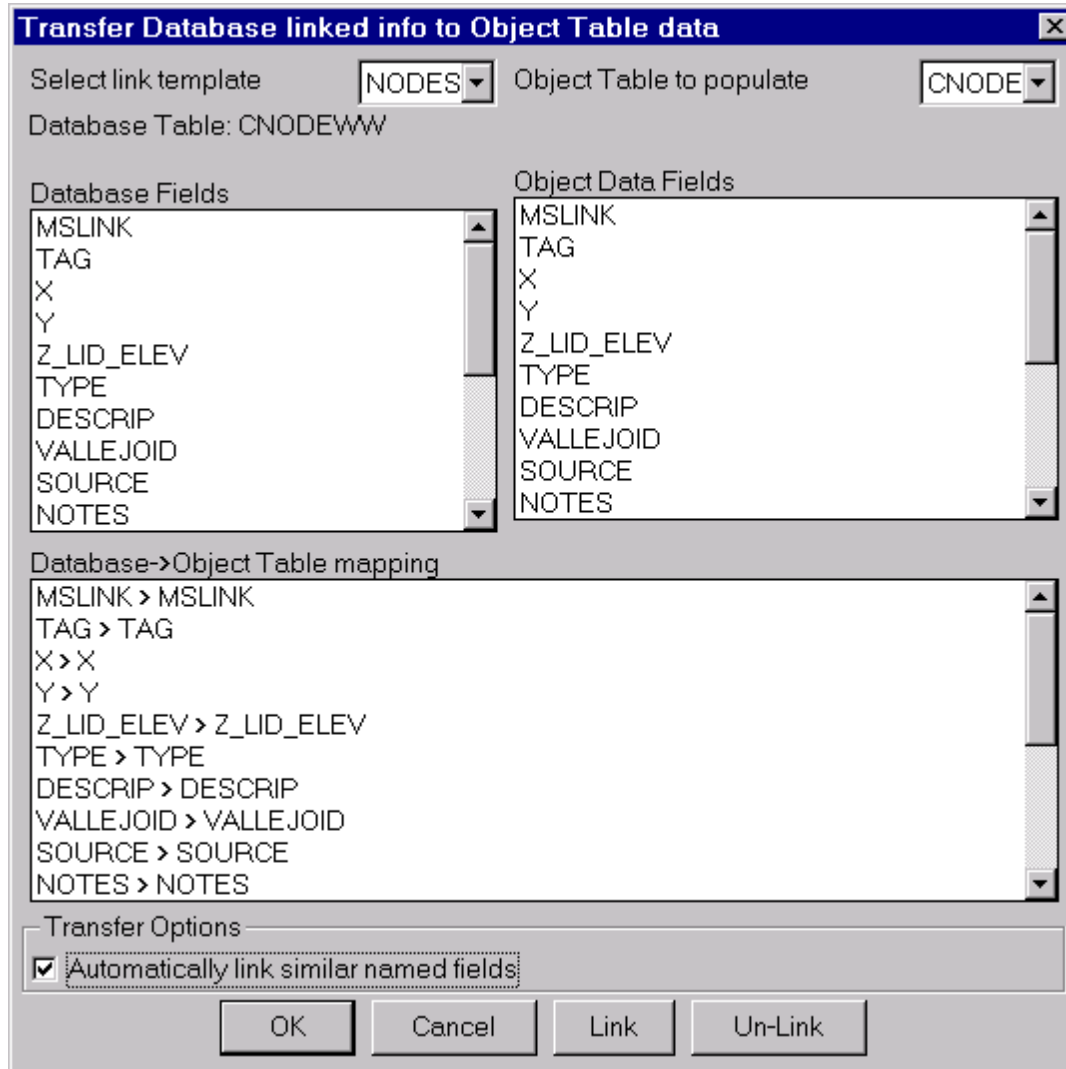 Transfer Database linked info to Object Table data
Select link template NODES Object Table to populate CNODE
Database Table: CNODEWW
Database Fields
MSLINK
TAG
X
Y
Z_LID_ELEV
TYPE
DESCRIP
VALLEJOID
SOURCE
NOTES
Object Data Fields
MSLINK
TAG
X
Y
Z_LID_ELEV
TYPE
DESCRIP
VALLEJOID
SOURCE
NOTES
Database->Object Table mapping
MSLINK > MSLINK
TAG > TAG
X > X
Y > Y
Z_LID_ELEV > Z_LID_ELEV
TYPE > TYPE
DESCRIP > DESCRIP
VALLEJOID > VALLEJOID
SOURCE > SOURCE
NOTES > NOTES
Transfer Options
Automatically link similar named fields
OK Cancel Link Un-Link